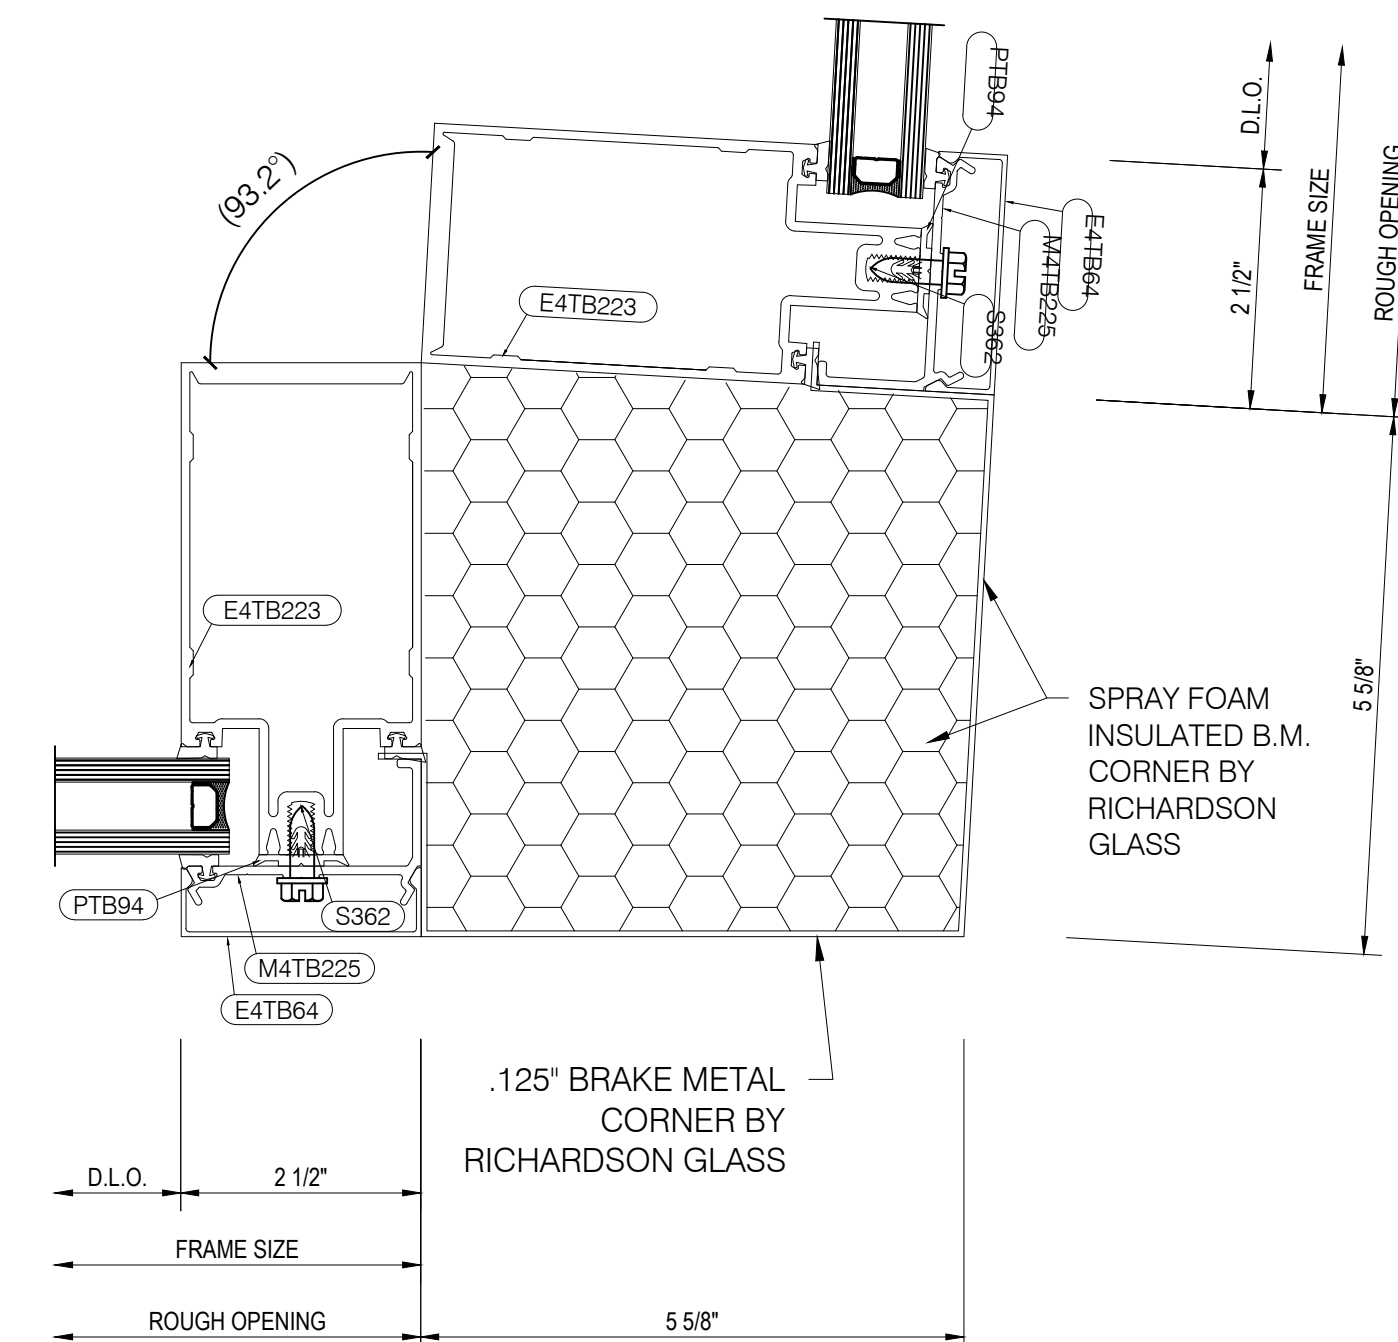 PTB94
D.L.O.
FRAME SIZE
ROUGH OPENING
(93.2°)
E4TB64
M4TB225
2 1/2"
E4TB223
S362
E4TB223
5 5/8"
SPRAY FOAM
INSULATED B.M.
CORNER BY
RICHARDSON
GLASS
PTB94
S362
M4TB225
E4TB64
.125" BRAKE METAL
CORNER BY
RICHARDSON GLASS
D.L.O.
2 1/2"
FRAME SIZE
ROUGH OPENING
5 5/8"